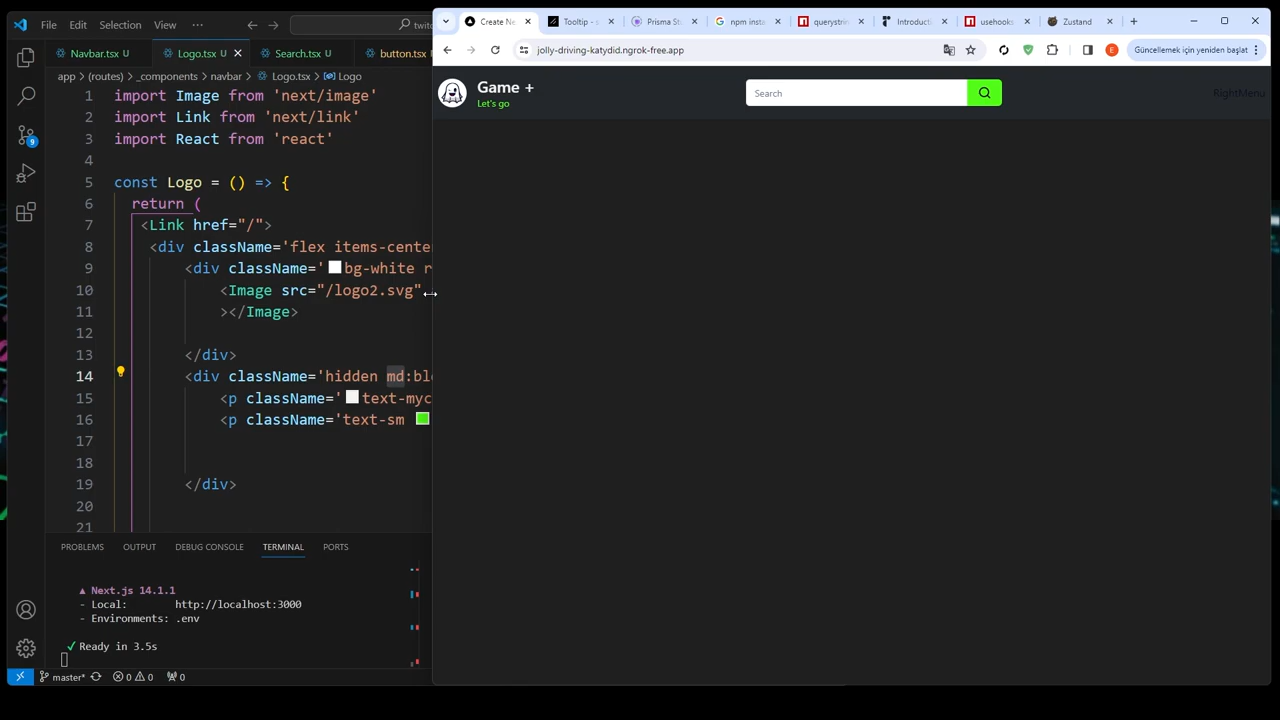 File Edit Selection View ··· twitc
Navbar.tsx U Logo.tsx U Search.tsx U button.tsx U
app > (routes) > _components > navbar > Logo.tsx > Logo
1 import Image from 'next/image'
2 import Link from 'next/link'
3 import React from 'react'
4
5 const Logo = () => {
6 return (
7 <Link href="/">
8 <div className='flex items-cente
9 <div className='bg-white r
10 <Image src="/logo2.svg"
11 ></Image>
12
13 </div>
14 <div className='hidden md:blo
15 <p className='text-myc
16 <p className='text-sm
17
18
19 </div>
20
21
PROBLEMS OUTPUT DEBUG CONSOLE TERMINAL PORTS
▲ Next.js 14.1.1
- Local: http://localhost:3000
- Environments: .env
✓ Ready in 3.5s
master* 0 0 0
9
Create Ne Tooltip - s Prisma St npm insta querystrin Introducti usehooks Zustand
jolly-driving-katydid.ngrok-free.app E Güncellemek için yeniden başlat
Game +
Let's go
Search
RightMenu